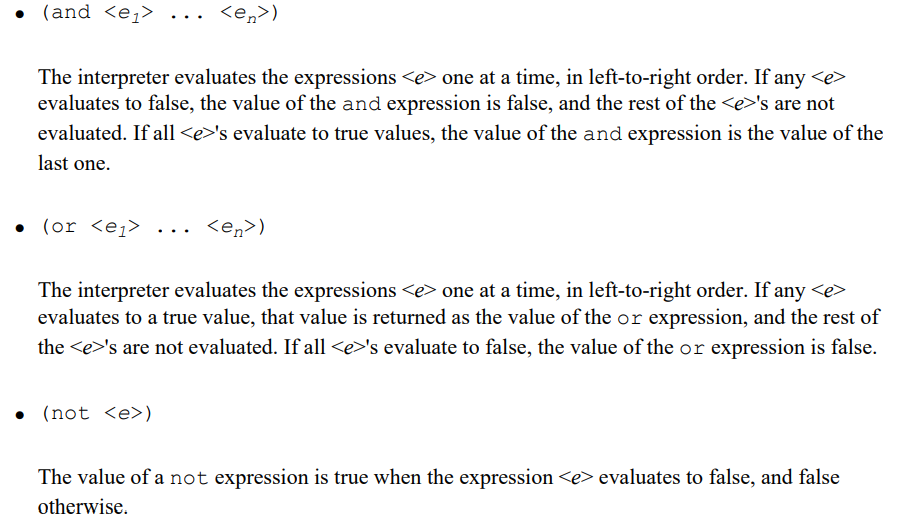 • (and <e₁> ... <eₙ>)
The interpreter evaluates the expressions <e> one at a time, in left-to-right order. If any <e>
evaluates to false, the value of the and expression is false, and the rest of the <e>'s are not
evaluated. If all <e>'s evaluate to true values, the value of the and expression is the value of the
last one.
• (or <e₁> ... <eₙ>)
The interpreter evaluates the expressions <e> one at a time, in left-to-right order. If any <e>
evaluates to a true value, that value is returned as the value of the or expression, and the rest of
the <e>'s are not evaluated. If all <e>'s evaluate to false, the value of the or expression is false.
• (not <e>)
The value of a not expression is true when the expression <e> evaluates to false, and false
otherwise.